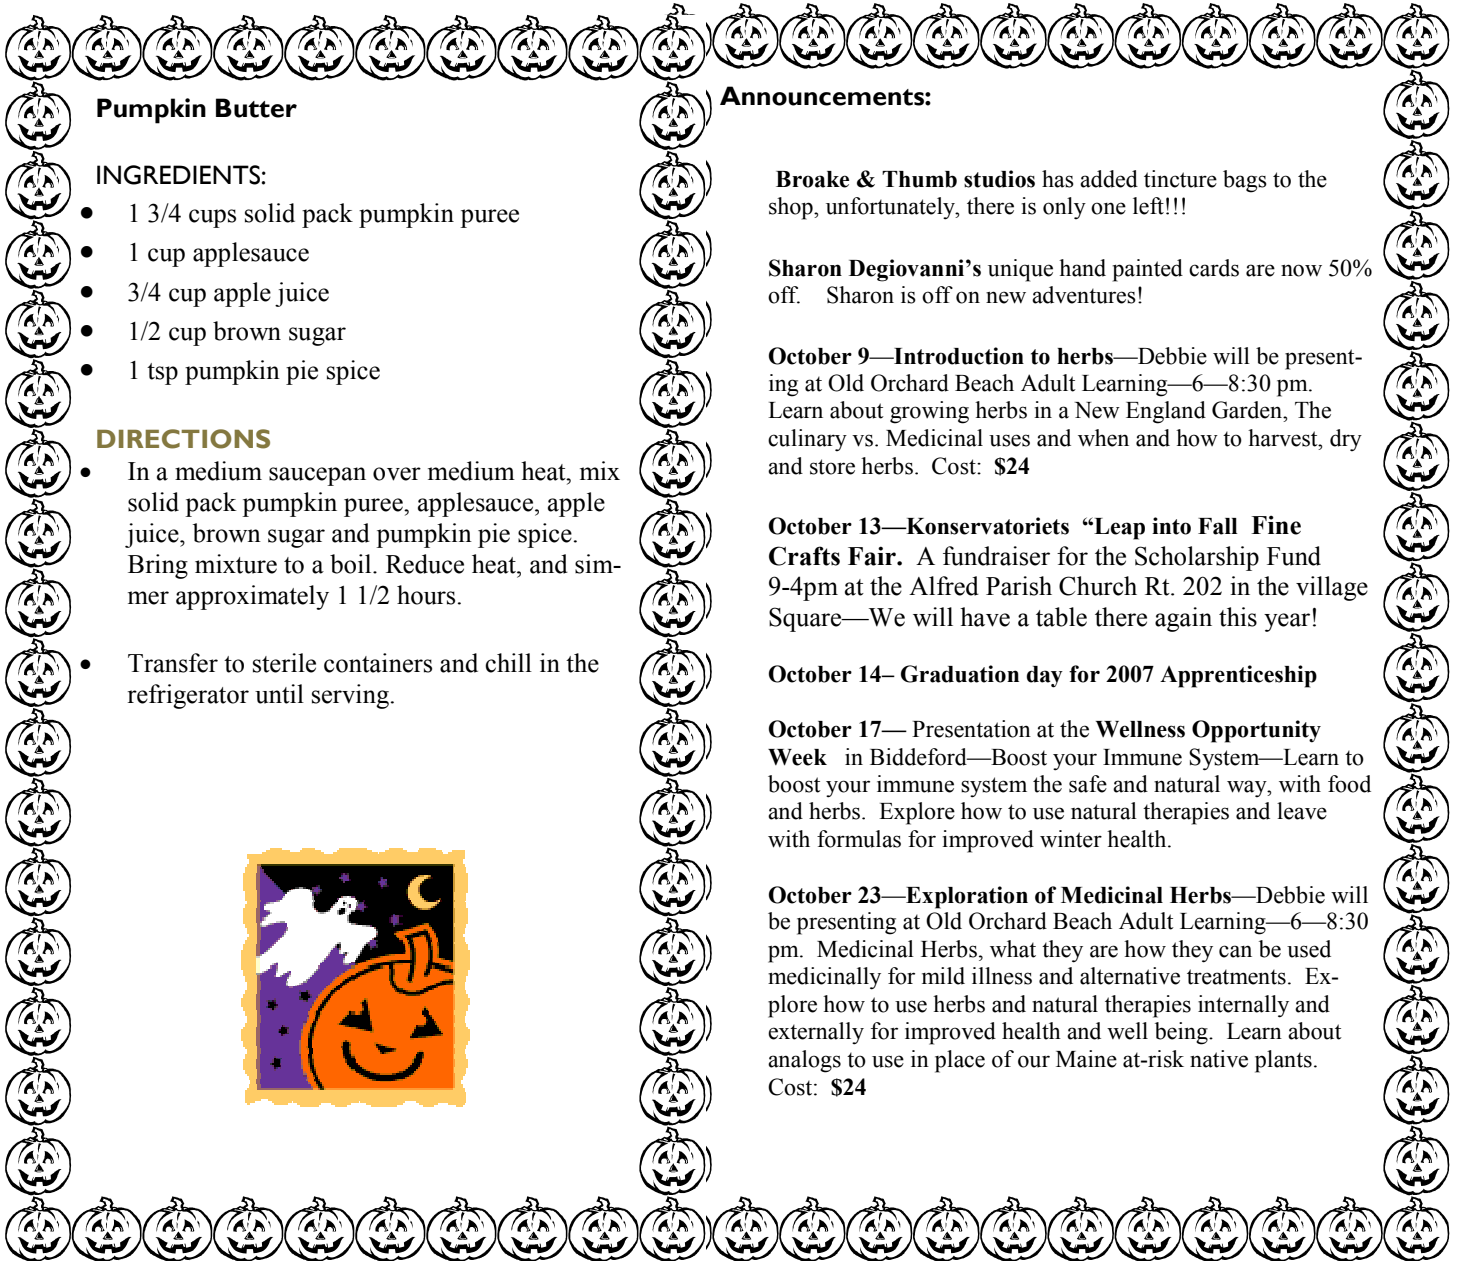 Pumpkin Butter
INGREDIENTS:
• 1 3/4 cups solid pack pumpkin puree
• 1 cup applesauce
• 3/4 cup apple juice
• 1/2 cup brown sugar
• 1 tsp pumpkin pie spice
DIRECTIONS
• In a medium saucepan over medium heat, mix
solid pack pumpkin puree, applesauce, apple
juice, brown sugar and pumpkin pie spice.
Bring mixture to a boil. Reduce heat, and sim-
mer approximately 1 1/2 hours.
• Transfer to sterile containers and chill in the
refrigerator until serving.
Announcements:
Broake & Thumb studios has added tincture bags to the
shop, unfortunately, there is only one left!!!
Sharon Degiovanni’s unique hand painted cards are now 50%
off. Sharon is off on new adventures!
October 9—Introduction to herbs—Debbie will be present-
ing at Old Orchard Beach Adult Learning—6—8:30 pm.
Learn about growing herbs in a New England Garden, The
culinary vs. Medicinal uses and when and how to harvest, dry
and store herbs. Cost: $24
October 13—Konservatoriets “Leap into Fall Fine
Crafts Fair. A fundraiser for the Scholarship Fund
9-4pm at the Alfred Parish Church Rt. 202 in the village
Square—We will have a table there again this year!
October 14– Graduation day for 2007 Apprenticeship
October 17— Presentation at the Wellness Opportunity
Week in Biddeford—Boost your Immune System—Learn to
boost your immune system the safe and natural way, with food
and herbs. Explore how to use natural therapies and leave
with formulas for improved winter health.
October 23—Exploration of Medicinal Herbs—Debbie will
be presenting at Old Orchard Beach Adult Learning—6—8:30
pm. Medicinal Herbs, what they are how they can be used
medicinally for mild illness and alternative treatments. Ex-
plore how to use herbs and natural therapies internally and
externally for improved health and well being. Learn about
analogs to use in place of our Maine at-risk native plants.
Cost: $24